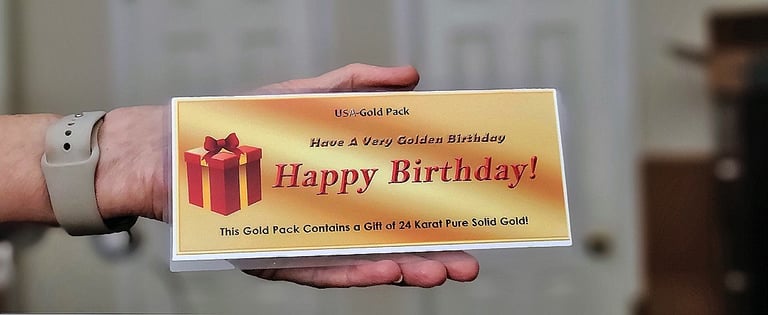 USA-Gold Pack
Have A Very Golden Birthday
Happy Birthday!
This Gold Pack Contains a Gift of 24 Karat Pure Solid Gold!